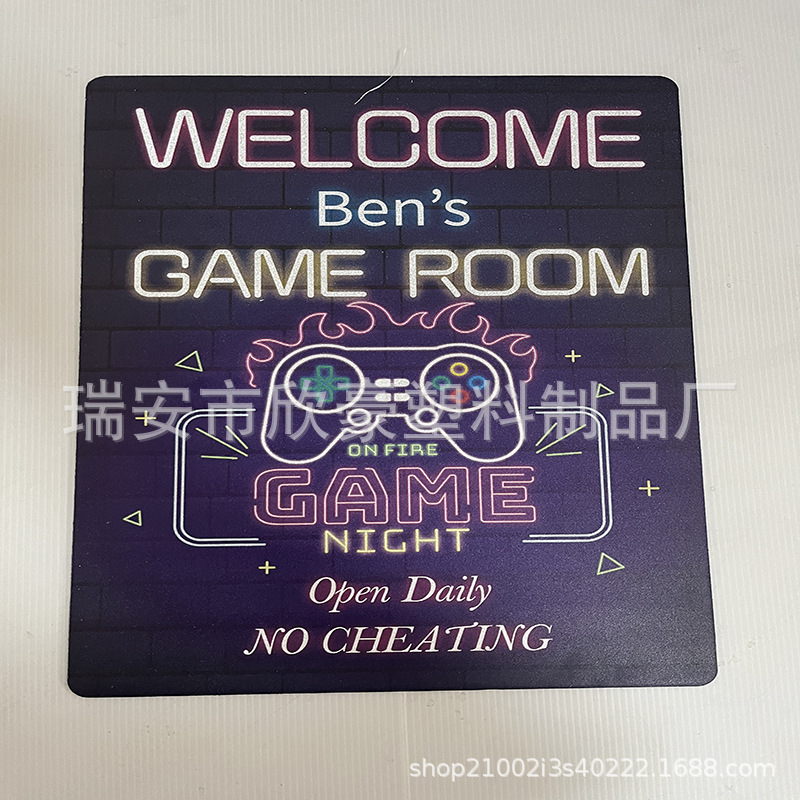 WELCOME
Ben's
GAME ROOM
瑞安市欣豪塑料制品厂
ON FIRE
GAME
NIGHT
Open Daily
NO CHEATING
shop21002i3s40222.1688.com